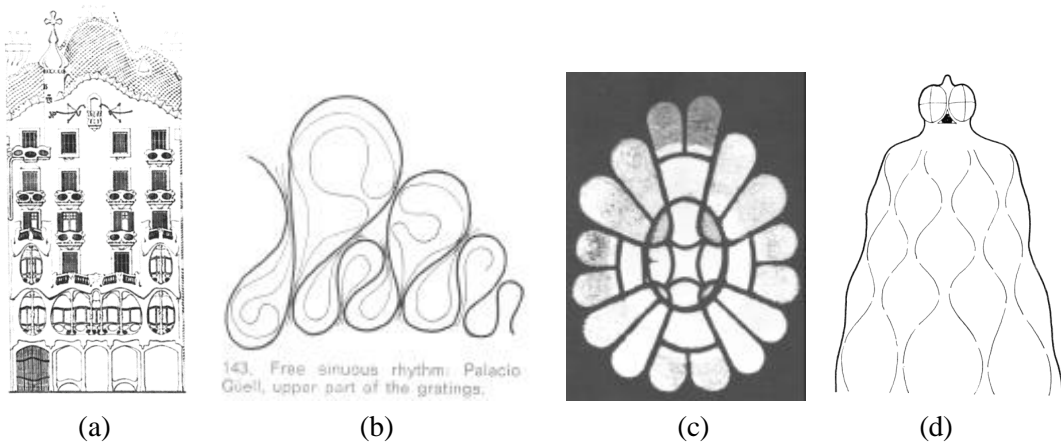 143. Free sinuous rhythm: Palacio
Güell, upper part of the gratings.
(a) (b) (c) (d)